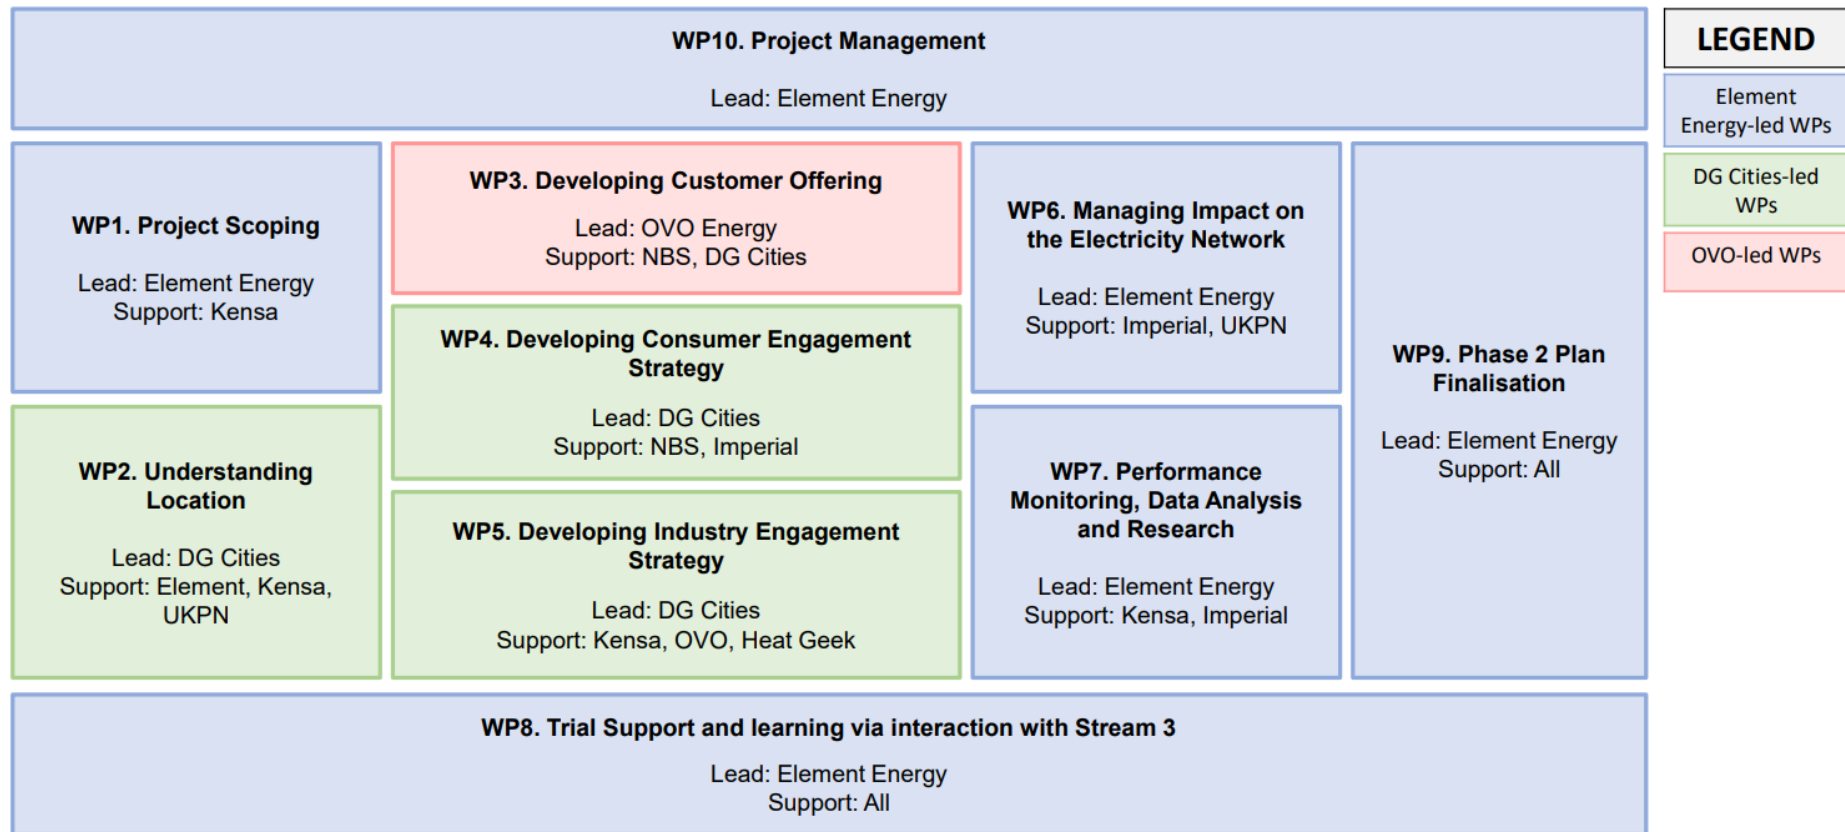 WP10. Project Management
Lead: Element Energy
LEGEND
Element
Energy-led WPs
DG Cities-led
WPs
OVO-led WPs
WP1. Project Scoping
Lead: Element Energy
Support: Kensa
WP2. Understanding
Location
Lead: DG Cities
Support: Element, Kensa,
UKPN
WP3. Developing Customer Offering
Lead: OVO Energy
Support: NBS, DG Cities
WP4. Developing Consumer Engagement
Strategy
Lead: DG Cities
Support: NBS, Imperial
WP5. Developing Industry Engagement
Strategy
Lead: DG Cities
Support: Kensa, OVO, Heat Geek
WP6. Managing Impact on
the Electricity Network
Lead: Element Energy
Support: Imperial, UKPN
WP7. Performance
Monitoring, Data Analysis
and Research
Lead: Element Energy
Support: Kensa, Imperial
WP9. Phase 2 Plan
Finalisation
Lead: Element Energy
Support: All
WP8. Trial Support and learning via interaction with Stream 3
Lead: Element Energy
Support: All